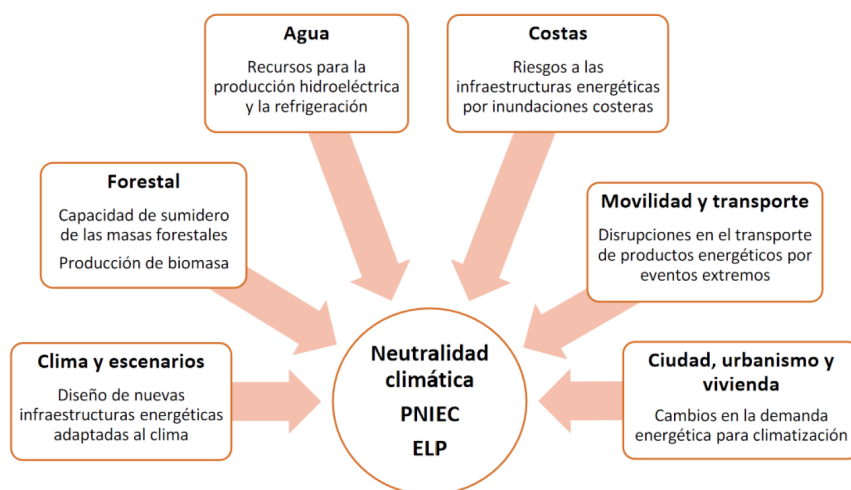 Agua
Recursos para la
producción hidroeléctrica
y la refrigeración
Costas
Riesgos a las
infraestructuras energéticas
por inundaciones costeras
Forestal
Capacidad de sumidero
de las masas forestales
Producción de biomasa
Movilidad y transporte
Disrupciones en el transporte
de productos energéticos por
eventos extremos
Clima y escenarios
Diseño de nuevas
infraestructuras energéticas
adaptadas al clima
Neutralidad
climática
PNIEC
ELP
Ciudad, urbanismo y
vivienda
Cambios en la demanda
energética para climatización